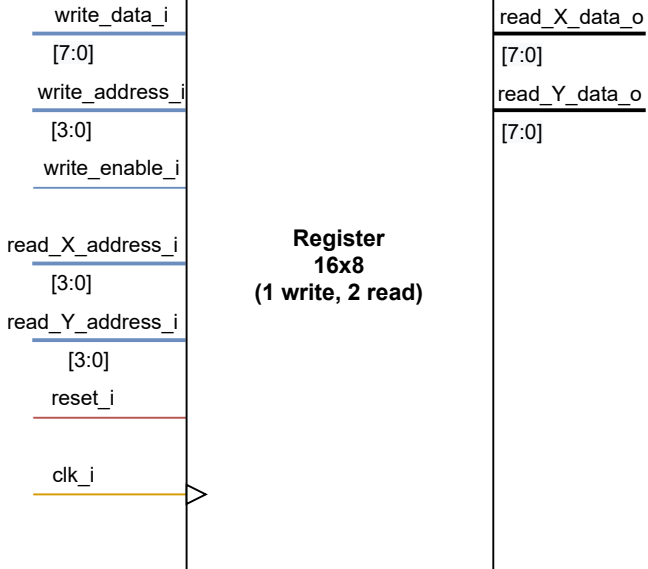 write_data_i
[7:0]
write_address_i
[3:0]
write_enable_i
read_X_address_i
[3:0]
read_Y_address_i
[3:0]
reset_i
clk_i
Register
16x8
(1 write, 2 read)
read_X_data_o
[7:0]
read_Y_data_o
[7:0]